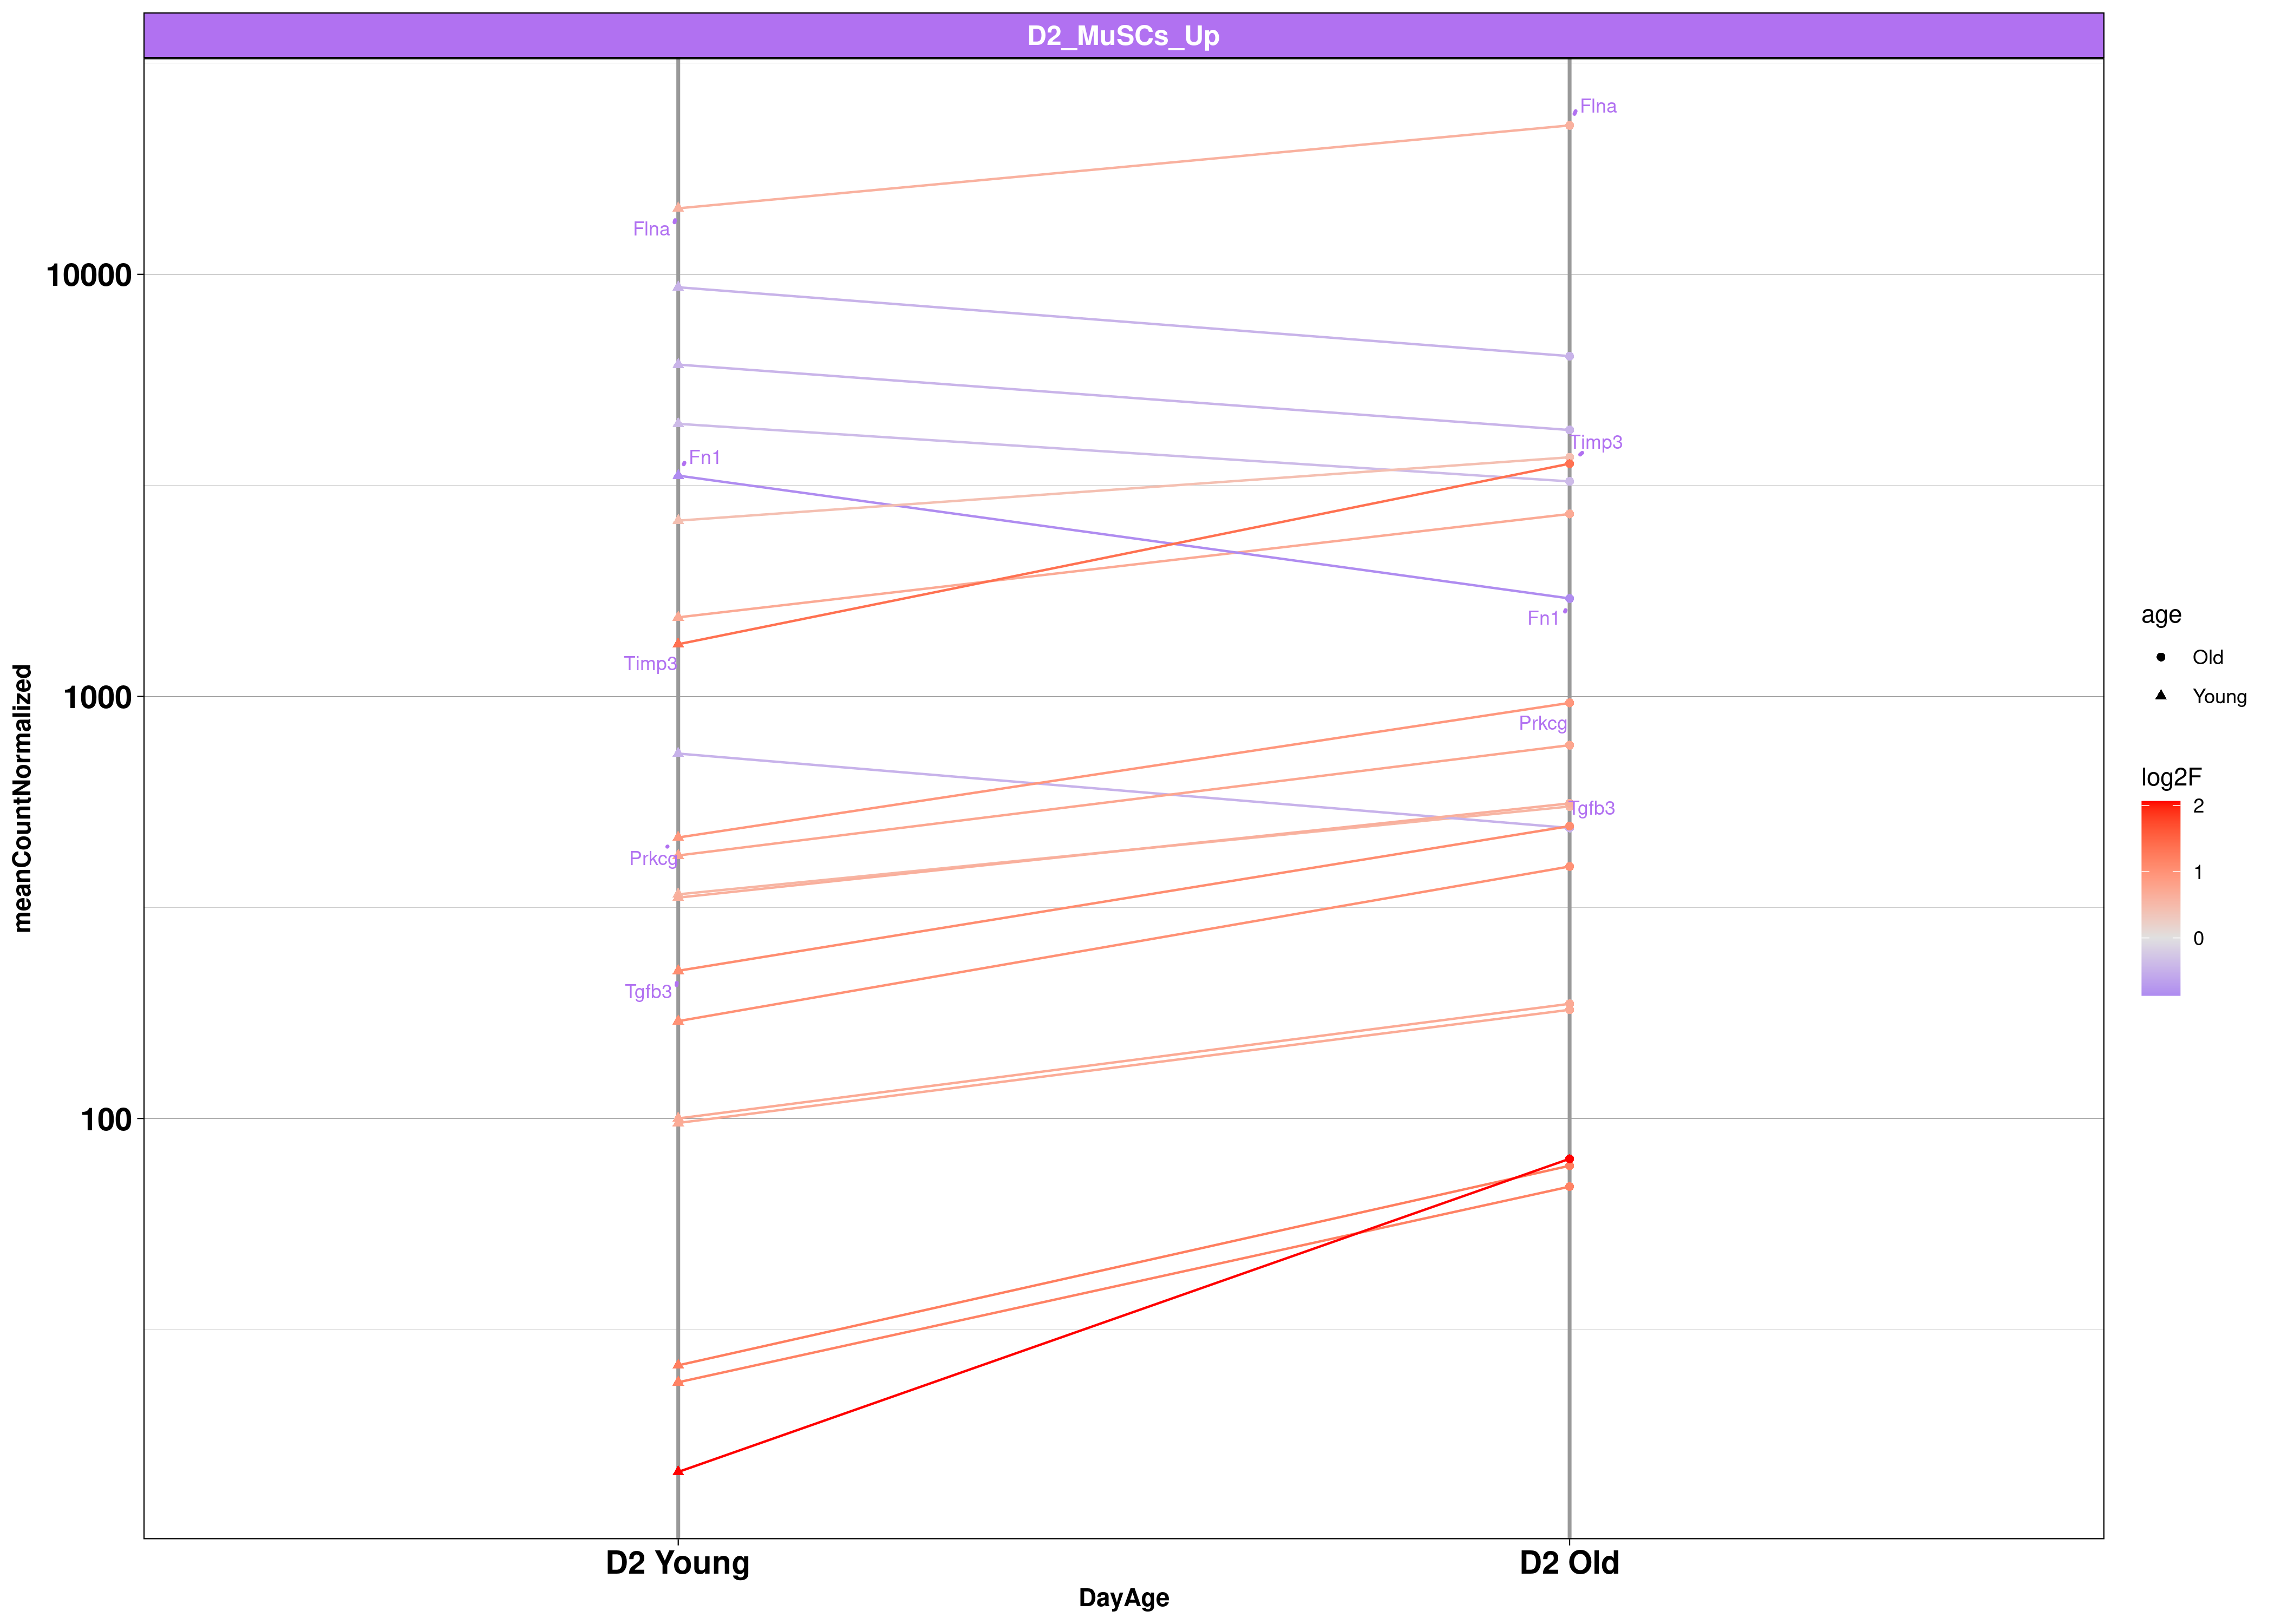 D2_MuSCs_Up
Flna
Flna
10000
Timp3
Fn1
Fn1
Timp3
1000
Prkcg
Tgfb3
Prkcg
Tgfb3
100
meanCountNormalized
D2 Young
D2 Old
DayAge
age
Old
Young
log2F
2
1
0